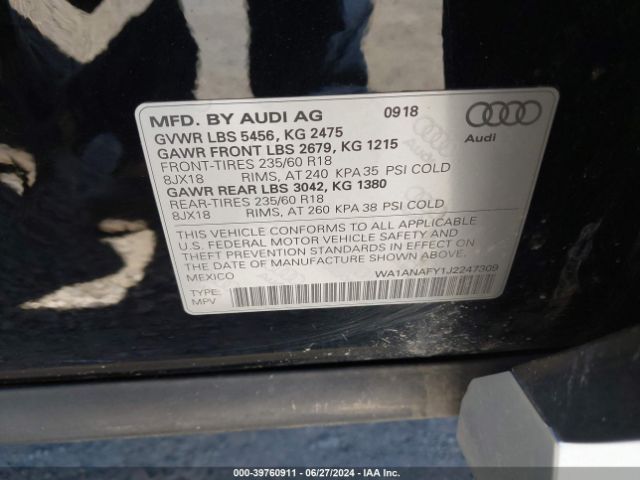 MFD. BY AUDI AG 0918
GVWR LBS 5456, KG 2475
GAWR FRONT LBS 2679, KG 1215
FRONT-TIRES 235/60 R18
8JX18 RIMS, AT 240 KPA 35 PSI COLD
GAWR REAR LBS 3042, KG 1380
REAR-TIRES 235/60 R18
8JX18 RIMS, AT 260 KPA 38 PSI COLD
Audi
THIS VEHICLE CONFORMS TO ALL APPLICABLE
U.S. FEDERAL MOTOR VEHICLE SAFETY AND
THEFT PREVENTION STANDARDS IN EFFECT ON
THE DATE OF MANUFACTURE SHOWN ABOVE.
MEXICO WA1ANAFY1J2247309
TYPE:
MPV
000-39760911 - 06/27/2024 - IAA Inc.